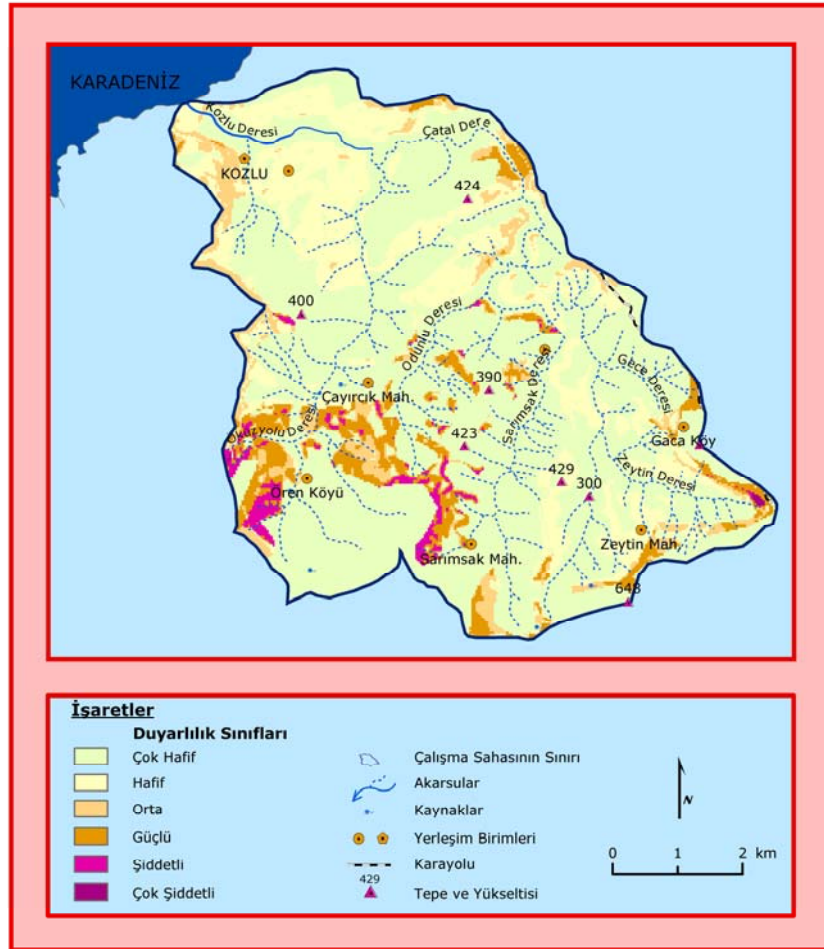 KARADENİZ
Kozlu Deresi
Çatal Dere
KOZLU
424
400
Odunlu Deresi
390
Sarımsak Deresi
Gece Deresi
Çayırcık Mah.
Öküzyolu Deresi
423
Gaca Köy
429
300
Zeytin Deresi
Ören Köyü
Sarımsak Mah.
Zeytin Mah.
648
İşaretler
Duyarlılık Sınıfları
Çok Hafif
Hafif
Orta
Güçlü
Şiddetli
Çok Şiddetli
Çalışma Sahasının Sınırı
Akarsular
Kaynaklar
Yerleşim Birimleri
Karayolu
429
Tepe ve Yükseltisi
N
0 1 2 km